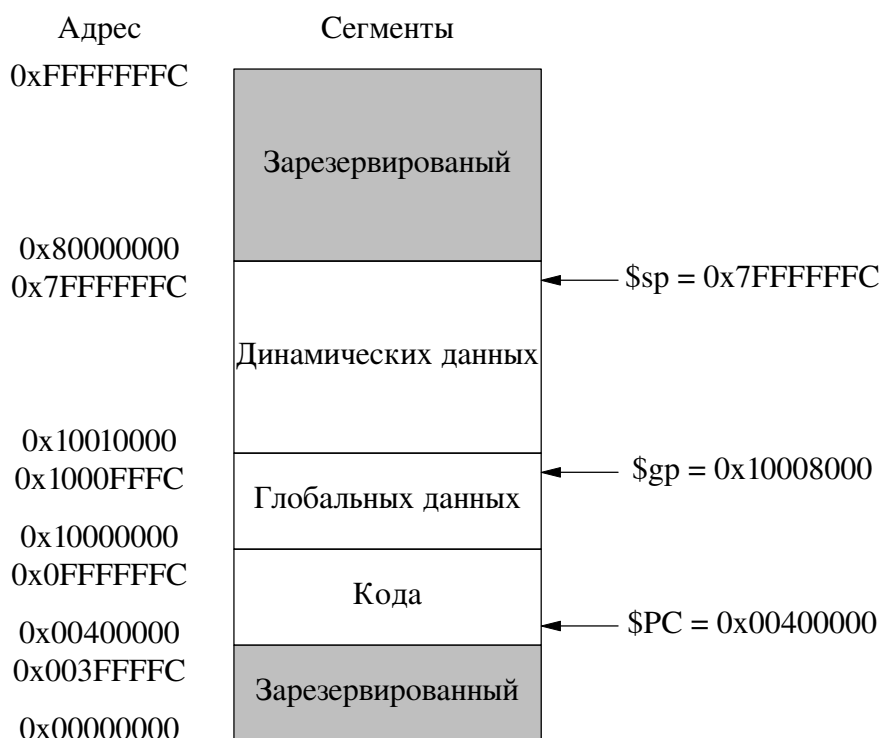 Адрес
Сегменты
0xFFFFFFFC
Зарезервированый
0x80000000
0x7FFFFFFC
$sp = 0x7FFFFFFC
Динамических данных
0x10010000
0x1000FFFC
$gp = 0x10008000
Глобальных данных
0x10000000
0x0FFFFFFC
Кода
$PC = 0x00400000
0x00400000
0x003FFFFC
Зарезервированный
0x00000000